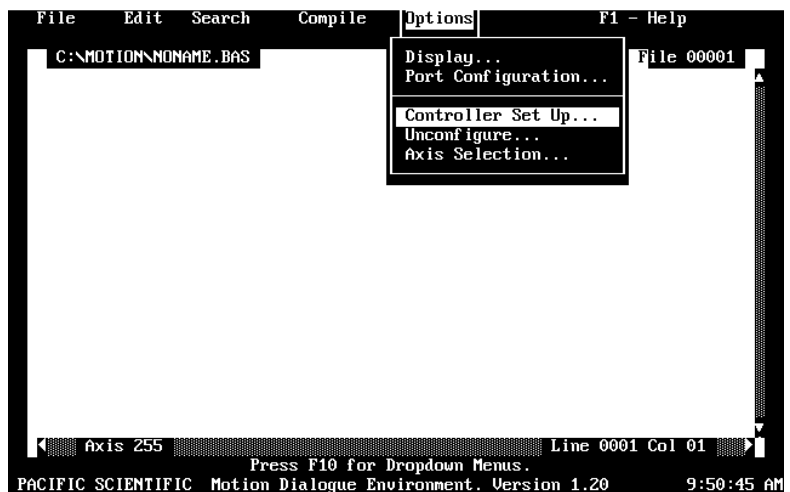 File Edit Search Compile Options F1 - Help
C:\MOTION\NONAME.BAS File 00001
Display...
Port Configuration...
Controller Set Up...
Unconfigure...
Axis Selection...
Axis 255 Line 0001 Col 01
Press F10 for Dropdown Menus.
PACIFIC SCIENTIFIC Motion Dialogue Environment. Version 1.20 9:50:45 AM